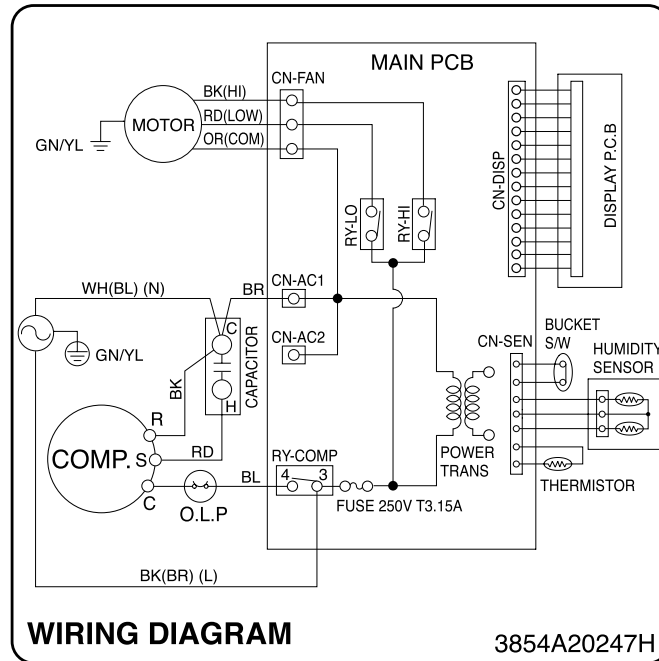 MAIN PCB
CN-FAN
BK(HI)
RD(LOW)
OR(COM)
MOTOR
GN/YL
CN-DISP
DISPLAY P.C.B
RY-LO
RY-HI
WH(BL) (N)
BR
CN-AC1
CN-AC2
C
H
CAPACITOR
GN/YL
BK
CN-SEN
BUCKET
S/W
HUMIDITY
SENSOR
POWER
TRANS
THERMISTOR
COMP.
R
S
C
RD
O.L.P
BL
RY-COMP
4 3
FUSE 250V T3.15A
BK(BR) (L)
WIRING DIAGRAM
3854A20247H